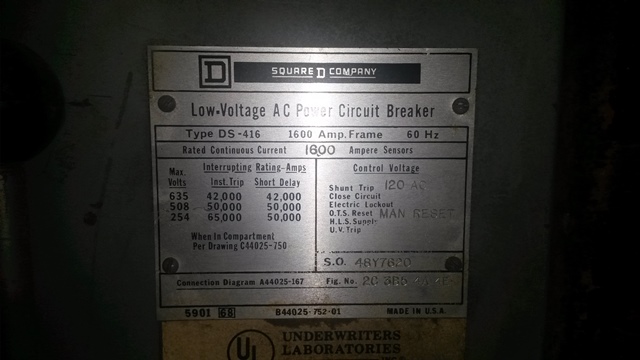 D SQUARE D COMPANY
Low-Voltage AC Power Circuit Breaker
Type DS-416 1600 Amp. Frame 60 Hz
Rated Continuous Current 1600 Ampere Sensors
Max. Volts Interrupting Rating-Amps
Inst. Trip Short Delay
635 42,000 42,000
508 50,000 50,000
254 65,000 50,000
When In Compartment
Per Drawing C44025-750
Control Voltage
Shunt Trip 120 AC
Close Circuit
Electric Lockout
O.T.S. Reset MAN RESET
H.L.S. Supply
U.V. Trip
S.O. 48Y7620
Connection Diagram A44025-167 Fig. No.
5901 68 B44025-752-01 MADE IN U.S.A.
UL UNDERWRITERS
LABORATORIES